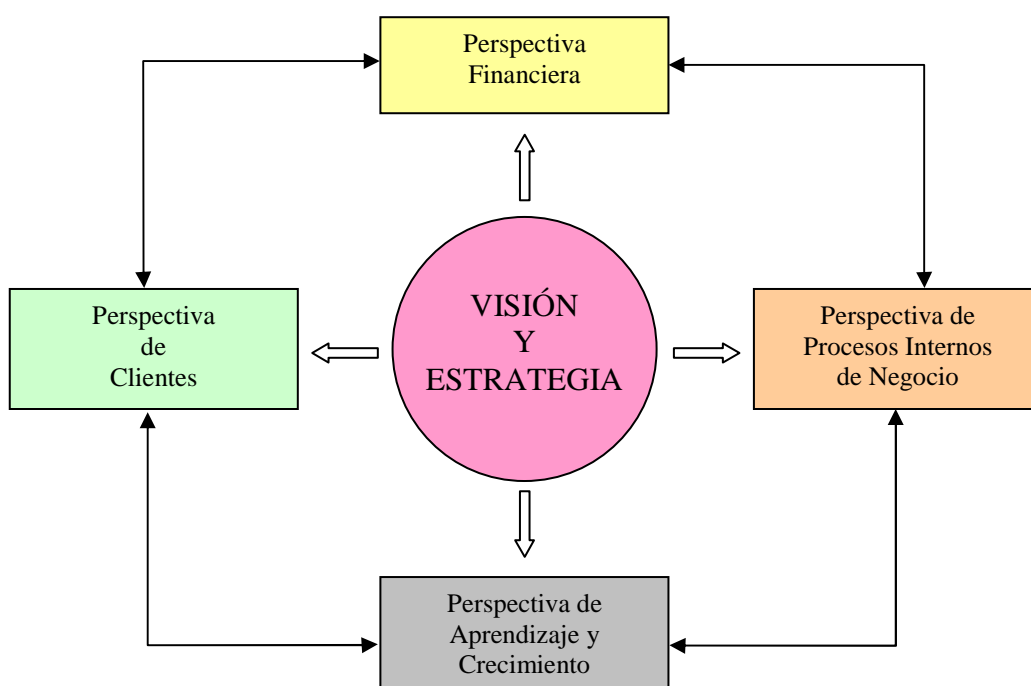 Perspectiva
Financiera
Perspectiva
de
Clientes
VISIÓN
Y
ESTRATEGIA
Perspectiva de
Procesos Internos
de Negocio
Perspectiva de
Aprendizaje y
Crecimiento